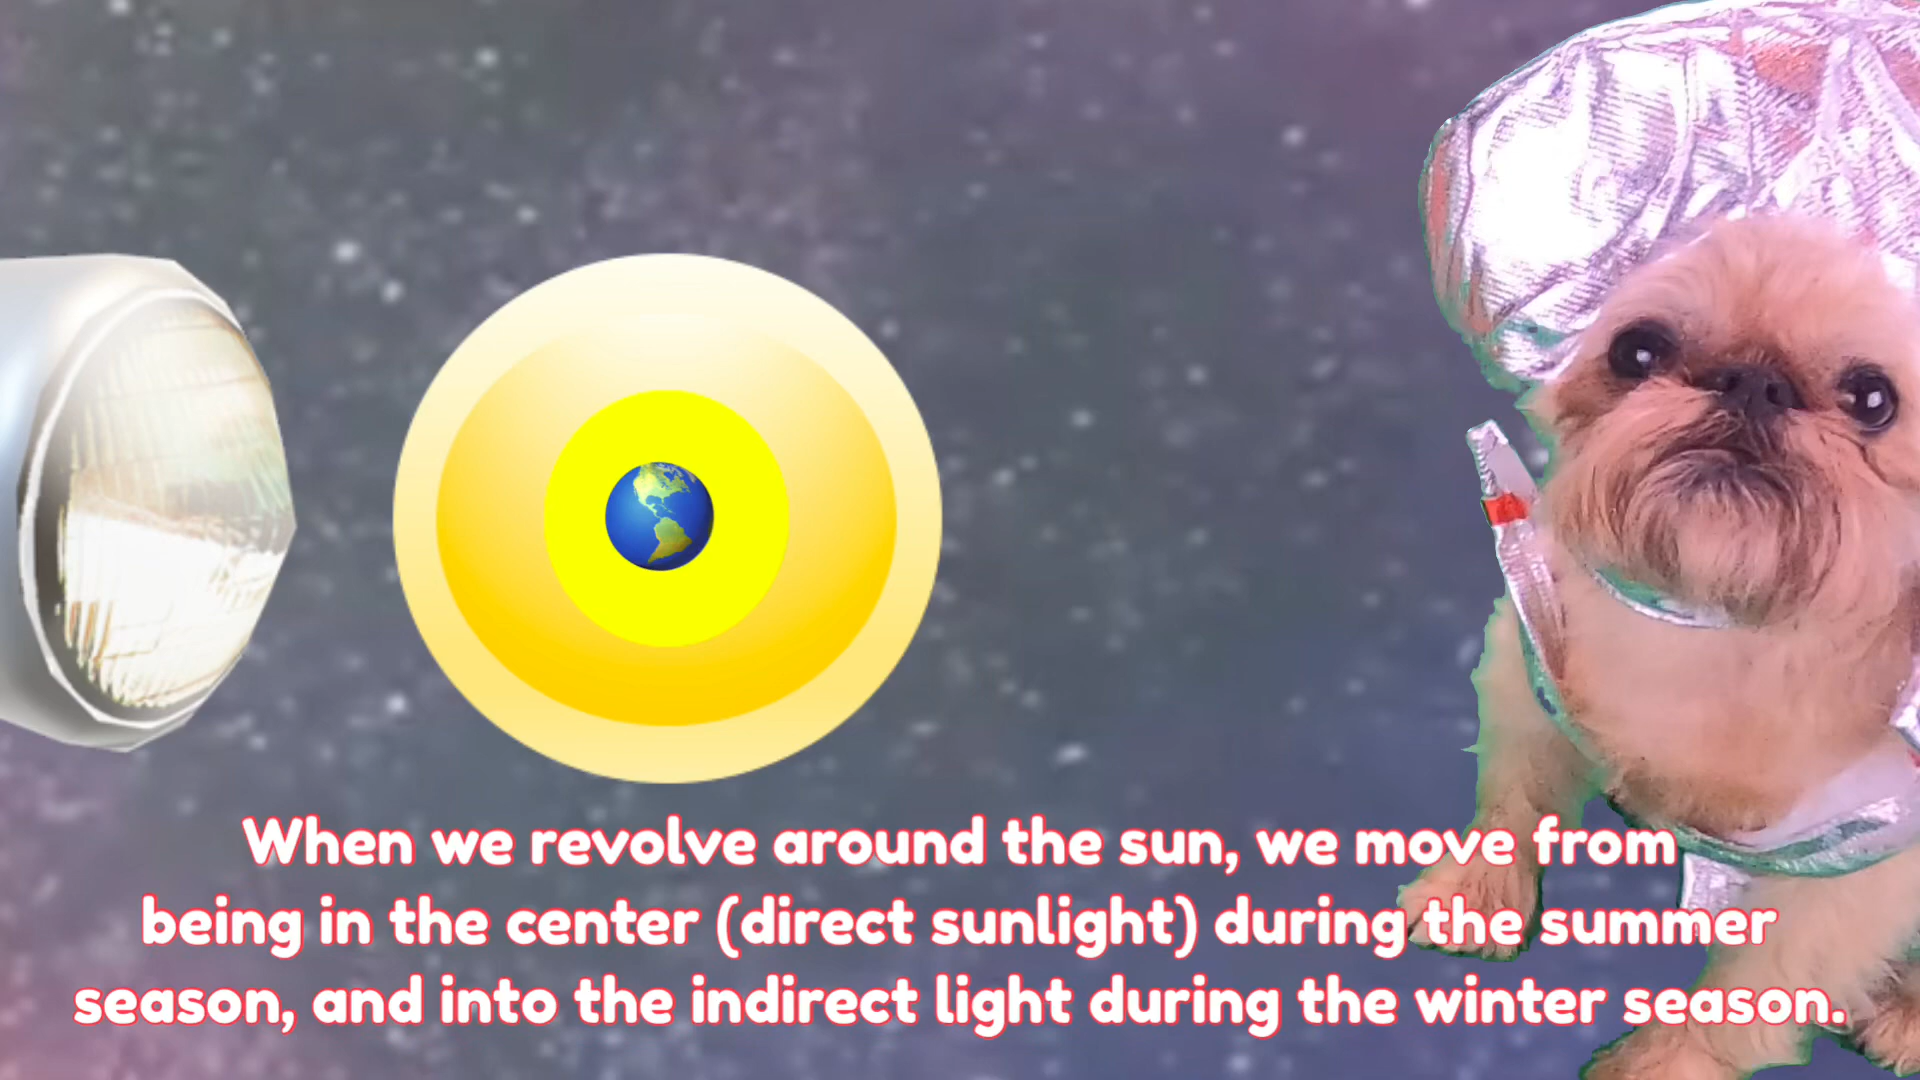 When we revolve around the sun, we move from
being in the center (direct sunlight) during the summer
season, and into the indirect light during the winter season.